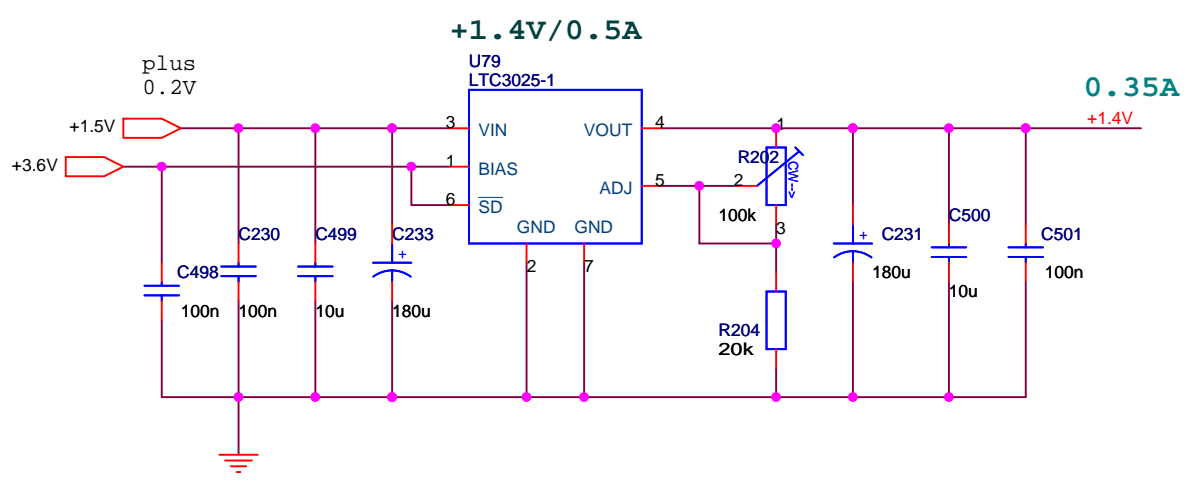 +1.4V/0.5A
plus
0.2V
U79
LTC3025-1
0.35A
+1.4V
+1.5V
3
VIN
VOUT
4
1
+3.6V
1
BIAS
R202
CW-->
6
SD
ADJ
5
2
100k
3
GND
GND
2
7
C498
100n
C230
100n
C499
10u
C233
+
180u
R204
20k
C231
+
180u
C500
10u
C501
100n